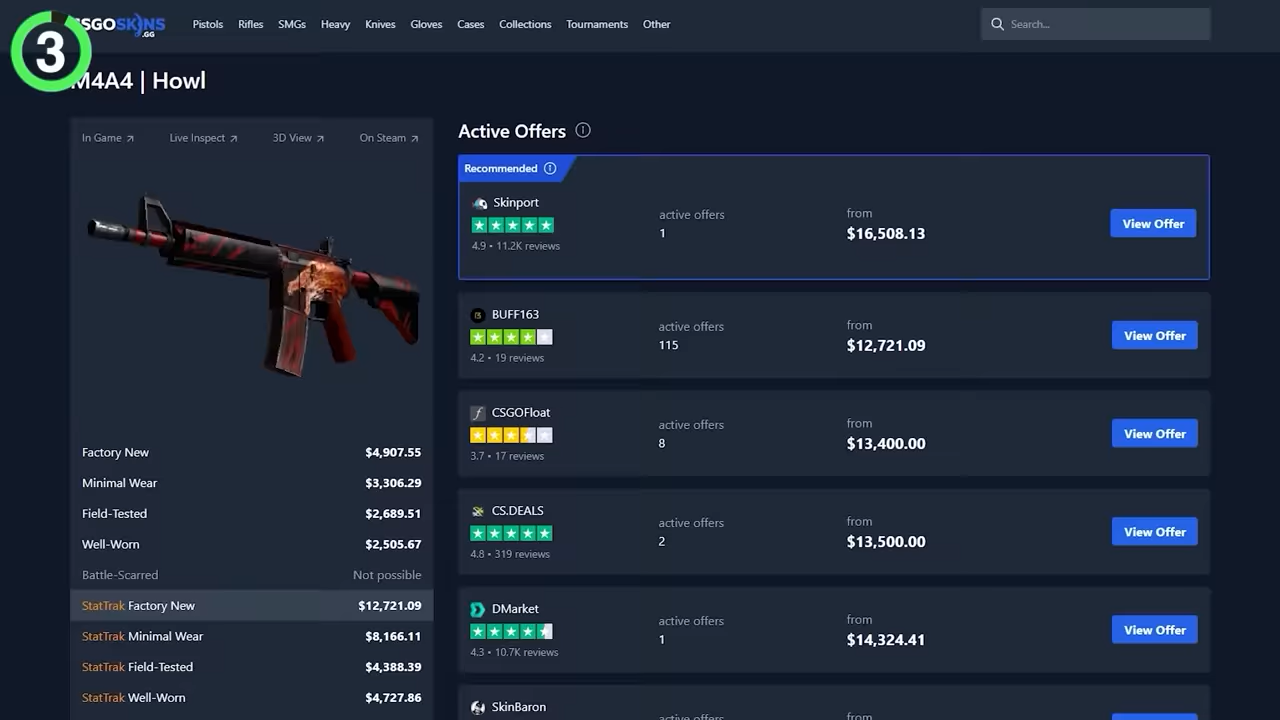 3
SGOSKINS
.GG
Pistols Rifles SMGs Heavy Knives Gloves Cases Collections Tournaments Other
Search...
M4A4 | Howl
In Game Live Inspect 3D View On Steam
Factory New $4,907.55
Minimal Wear $3,306.29
Field-Tested $2,689.51
Well-Worn $2,505.67
Battle-Scarred Not possible
StatTrak Factory New $12,721.09
StatTrak Minimal Wear $8,166.11
StatTrak Field-Tested $4,388.39
StatTrak Well-Worn $4,727.86
Active Offers
Recommended
Skinport
4.9 • 11.2K reviews
active offers
1
from
$16,508.13
View Offer
BUFF163
4.2 • 19 reviews
active offers
115
from
$12,721.09
View Offer
CSGOFloat
3.7 • 17 reviews
active offers
8
from
$13,400.00
View Offer
CS.DEALS
4.8 • 319 reviews
active offers
2
from
$13,500.00
View Offer
DMarket
4.3 • 10.7K reviews
active offers
1
from
$14,324.41
View Offer
SkinBaron
active offers
from